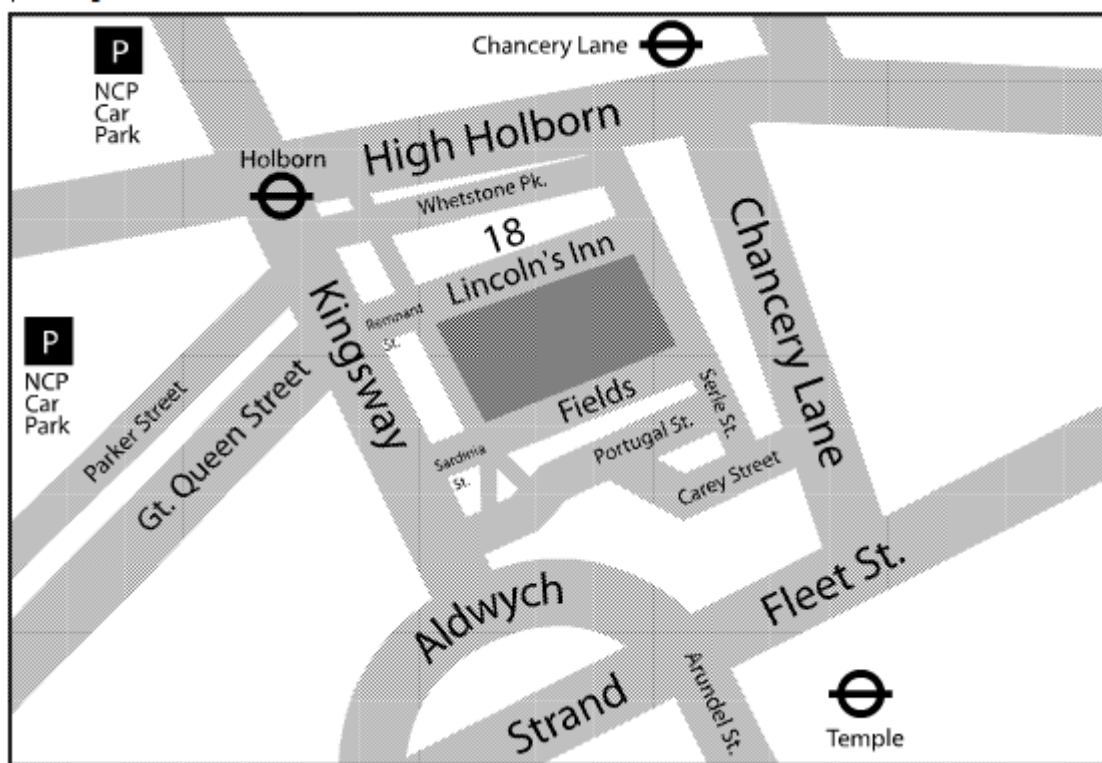 P
NCP
Car
Park
Chancery Lane
High Holborn
Holborn
Whetstone Pk.
18
Lincoln's Inn
Chancery Lane
Kingsway
Remnant
St.
P
NCP
Car
Park
Parker Street
Gt. Queen Street
Fields
Serle St.
Portugal St.
Sardinia
St.
Carey Street
Aldwych
Fleet St.
Strand
Arundel St.
Temple